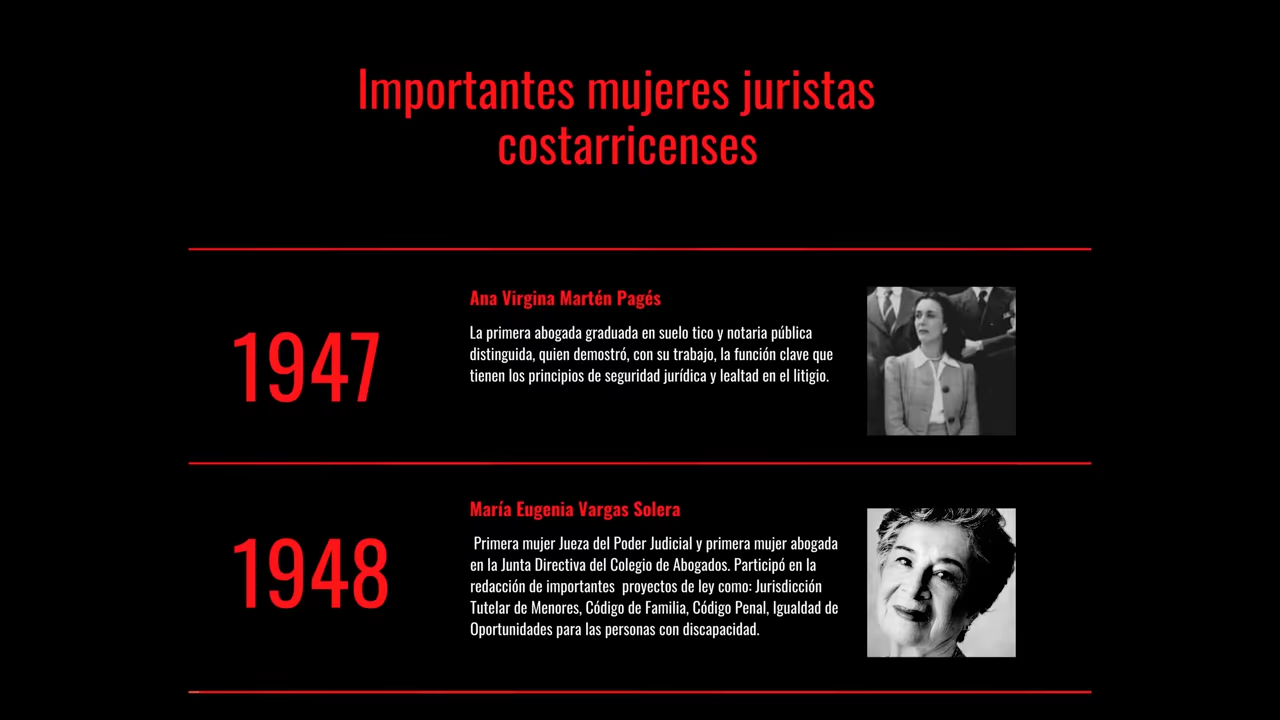 Importantes mujeres juristas
costarricenses
1947
Ana Virgina Martén Pagés
La primera abogada graduada en suelo tico y notaria pública
distinguida, quien demostró, con su trabajo, la función clave que
tienen los principios de seguridad jurídica y lealtad en el litigio.
1948
María Eugenia Vargas Solera
Primera mujer Jueza del Poder Judicial y primera mujer abogada
en la Junta Directiva del Colegio de Abogados. Participó en la
redacción de importantes proyectos de ley como: Jurisdicción
Tutelar de Menores, Código de Familia, Código Penal, Igualdad de
Oportunidades para las personas con discapacidad.